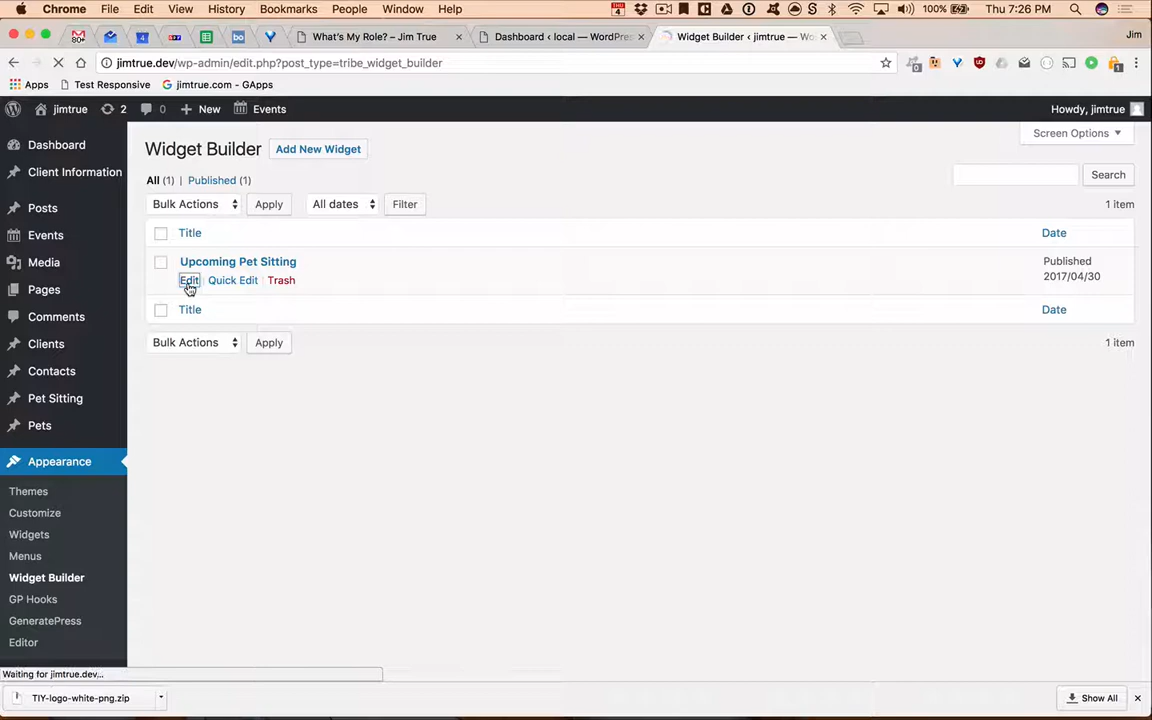 Chrome File Edit View History Bookmarks People Window Help 100% Thu 7:26 PM
What's My Role? – Jim True × Dashboard ‹ local — WordPres × Widget Builder ‹ jimtrue — Wo × Jim
jimtrue.dev/wp-admin/edit.php?post_type=tribe_widget_builder
Apps Test Responsive jimtrue.com - GApps
jimtrue 2 0 New Events Howdy, jimtrue
Screen Options
Dashboard
Client Information
Posts
Events
Media
Pages
Comments
Clients
Contacts
Pet Sitting
Pets
Appearance
Themes
Customize
Widgets
Menus
Widget Builder
GP Hooks
GeneratePress
Editor
Widget Builder Add New Widget
All (1) | Published (1)
Search
Bulk Actions Apply All dates Filter 1 item
Title Date
Upcoming Pet Sitting Published
Edit | Quick Edit | Trash 2017/04/30
Title Date
Bulk Actions Apply 1 item
Waiting for jimtrue.dev...
TIY-logo-white-png.zip Show All